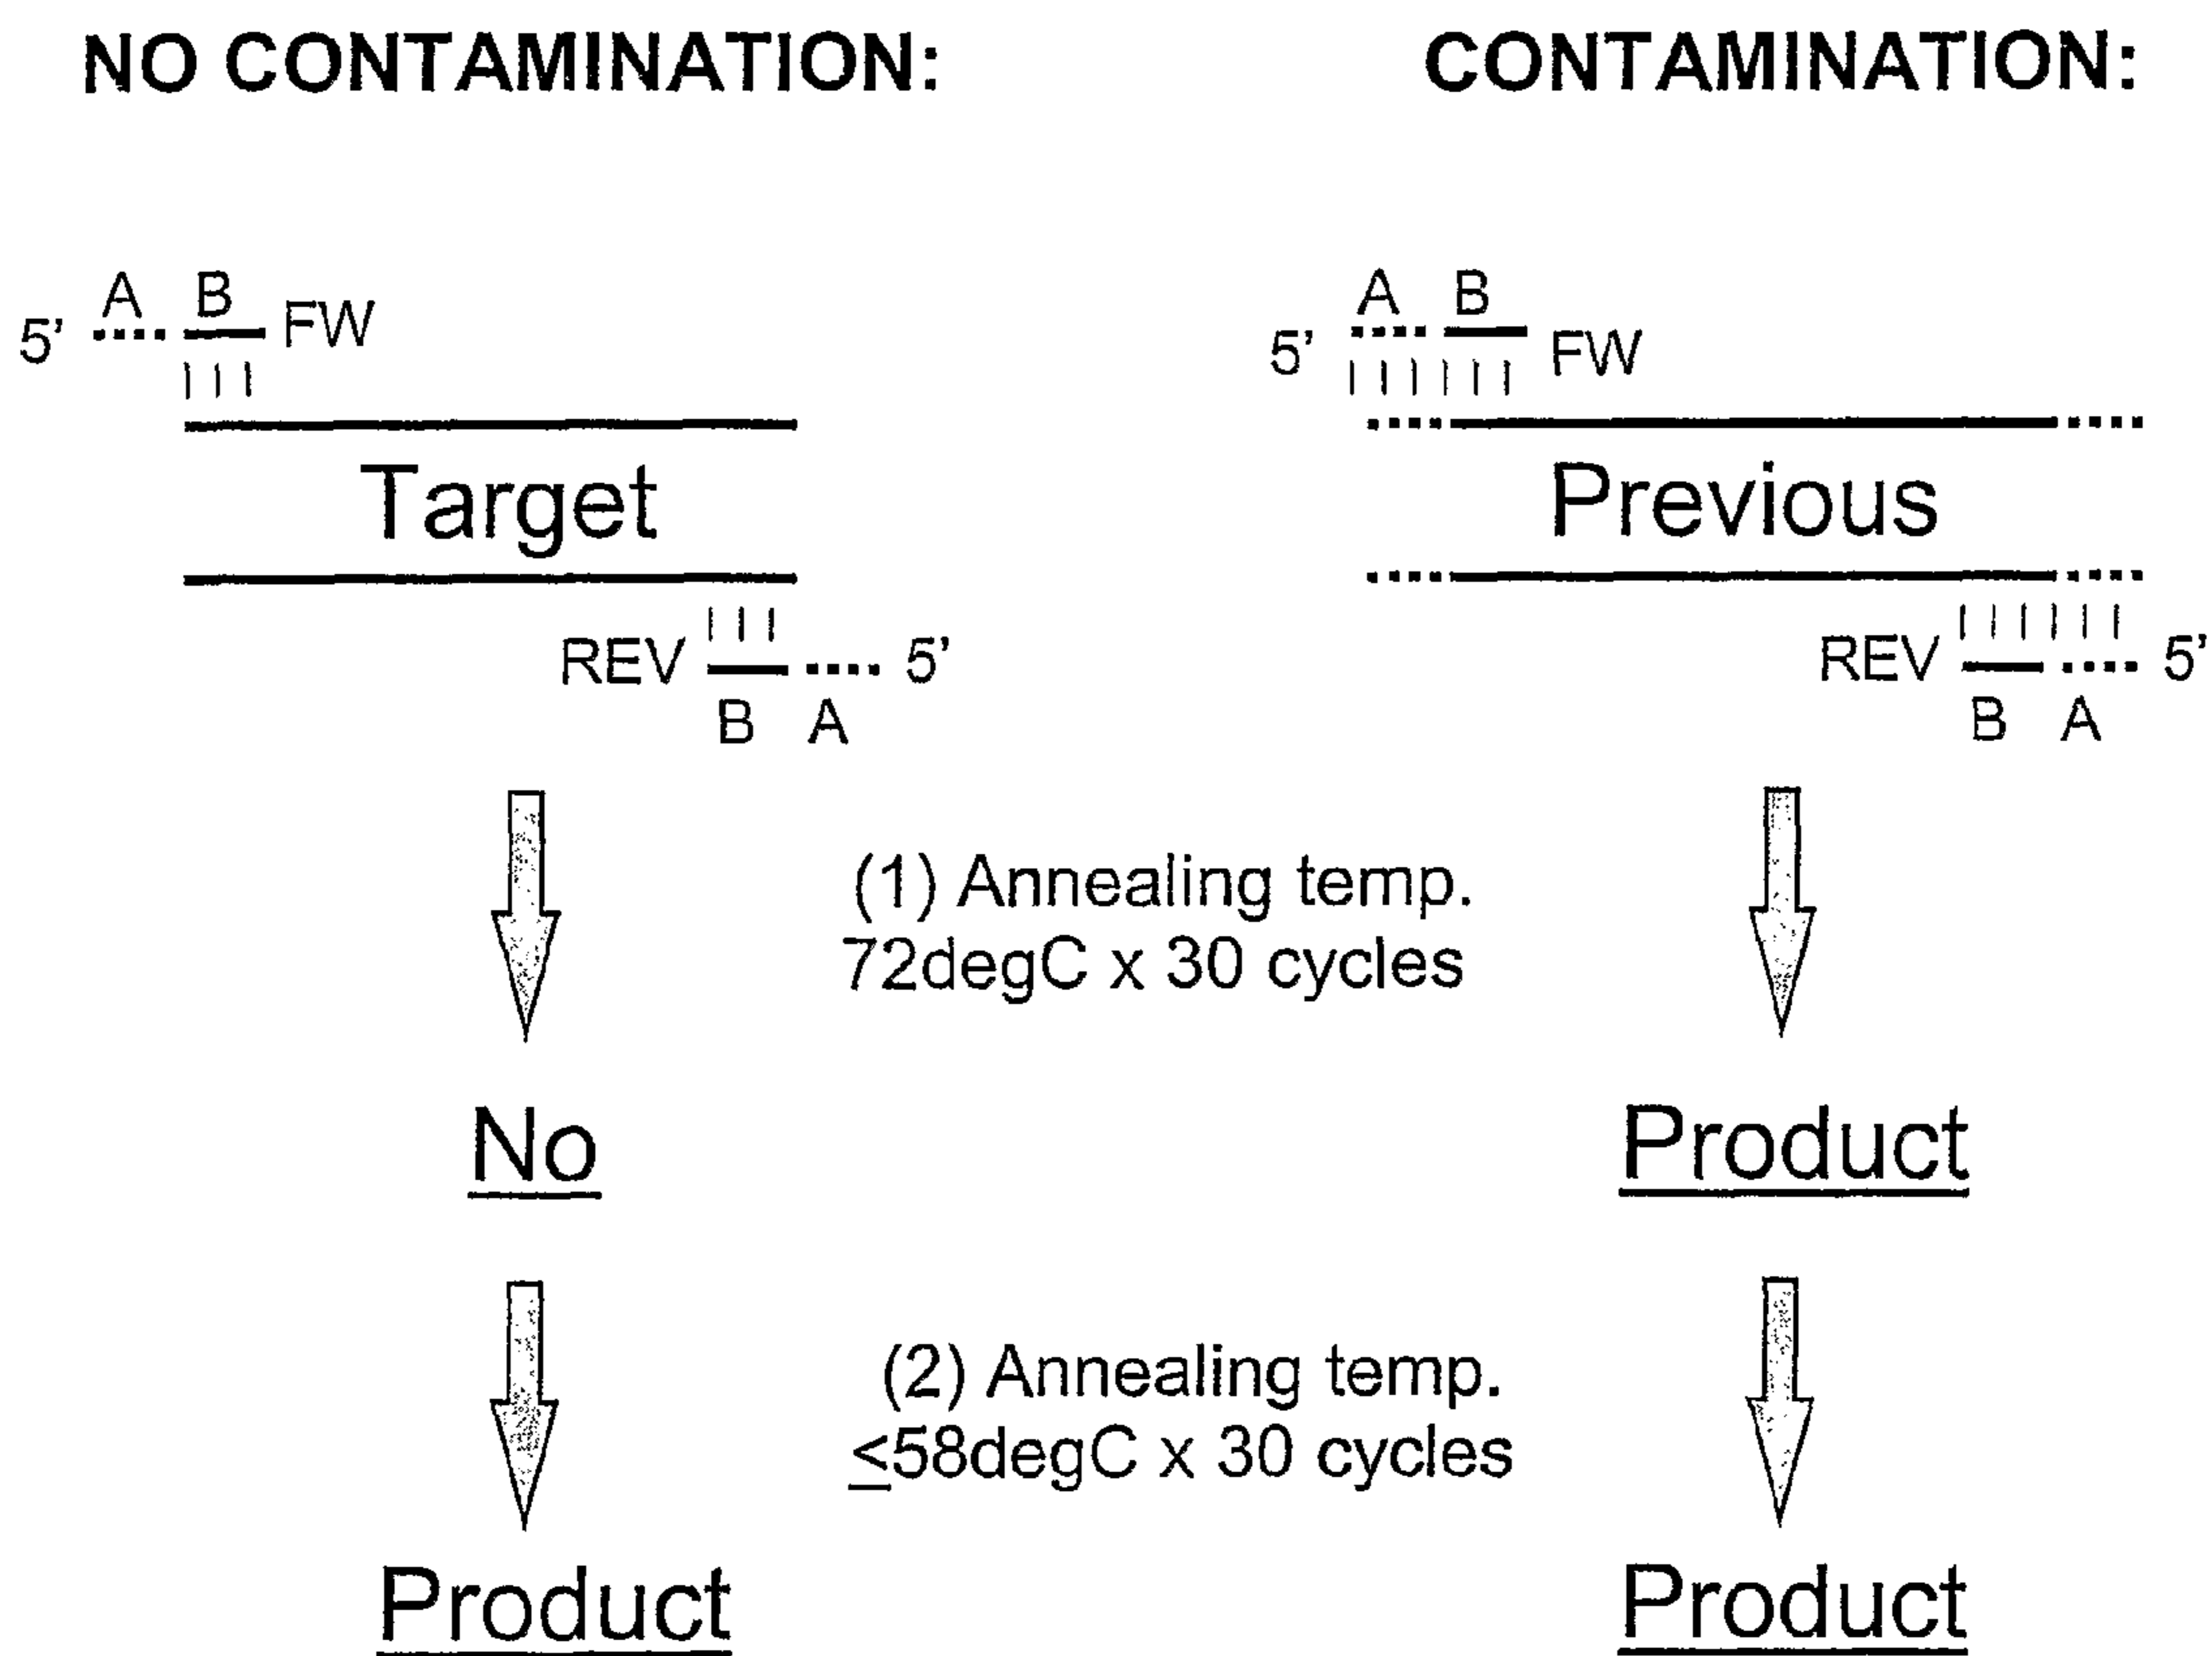 NO CONTAMINATION:
CONTAMINATION:
A B
5' FW
A B
5' FW
Target
Previous
REV 5'
B A
REV 5'
B A
(1) Annealing temp.
72degC x 30 cycles
No
Product
(2) Annealing temp.
≤58degC x 30 cycles
Product
Product